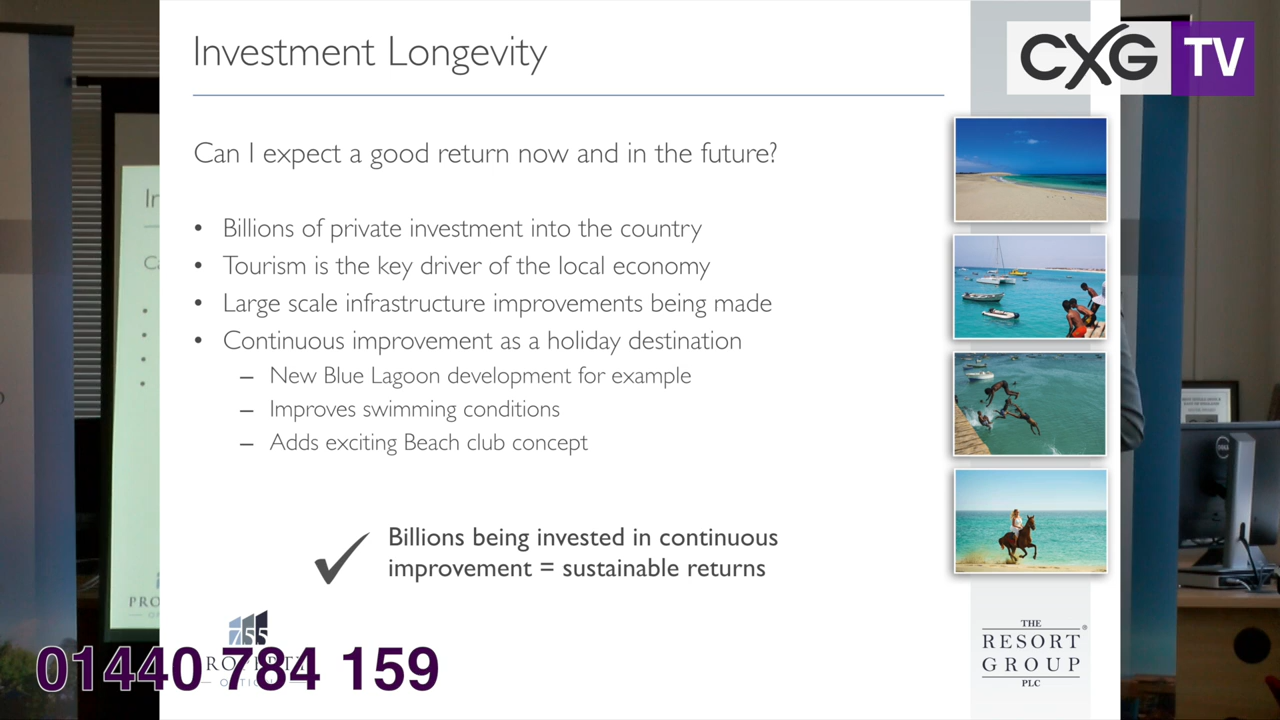 Investment Longevity
CXG TV
Can I expect a good return now and in the future?
• Billions of private investment into the country
• Tourism is the key driver of the local economy
• Large scale infrastructure improvements being made
• Continuous improvement as a holiday destination
– New Blue Lagoon development for example
– Improves swimming conditions
– Adds exciting Beach club concept
Billions being invested in continuous
improvement = sustainable returns
01440 784 159
THE
RESORT
GROUP
PLC
DELL